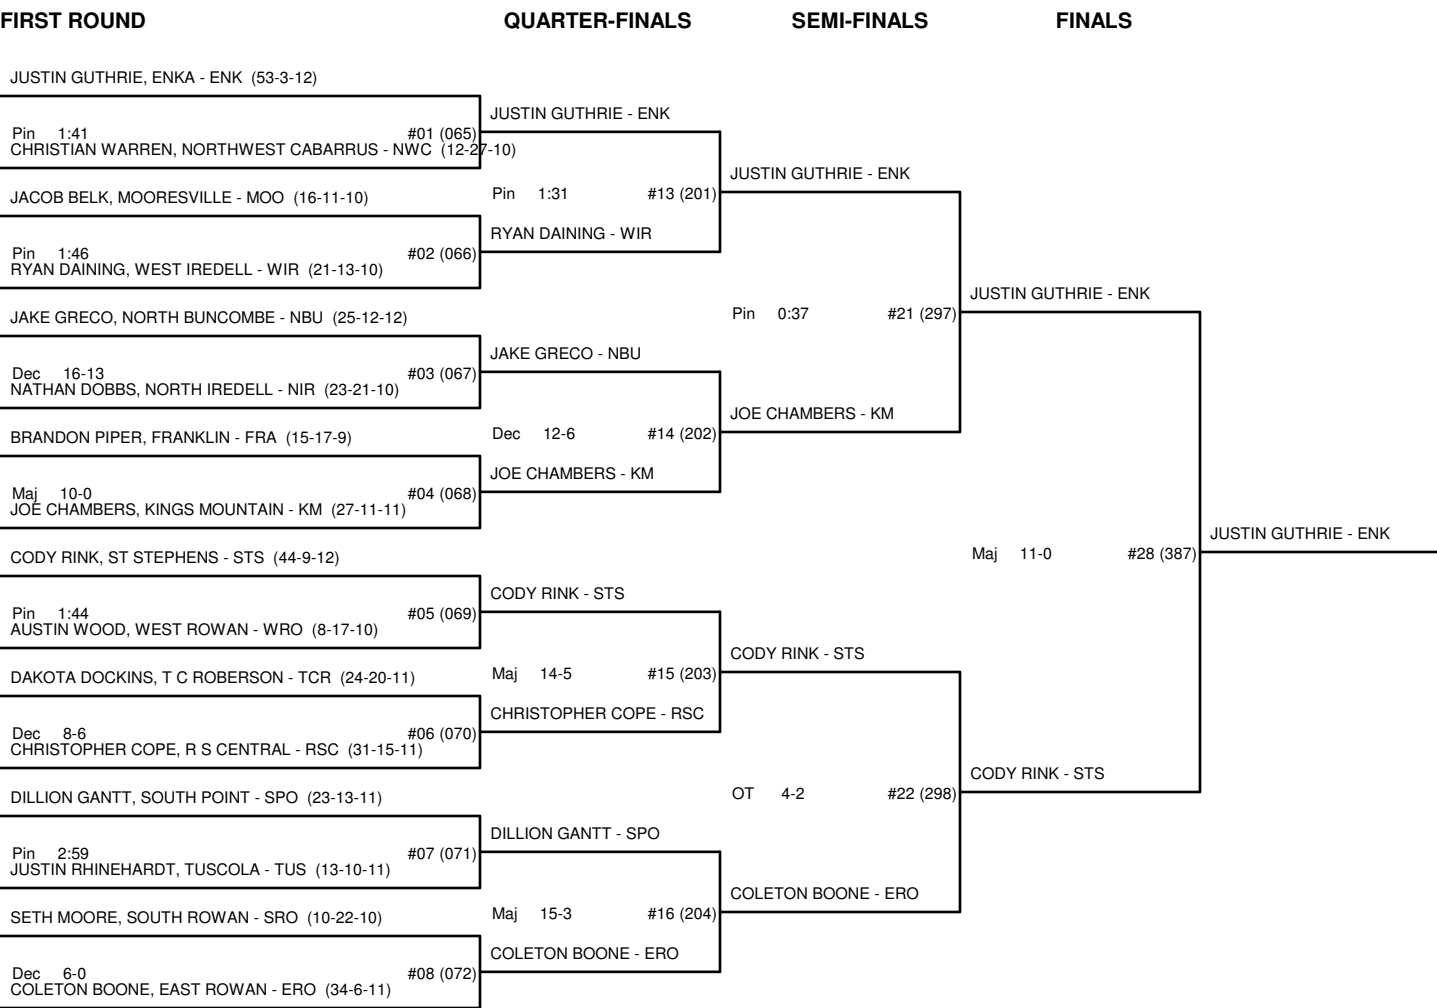 FIRST ROUND QUARTER-FINALS SEMI-FINALS FINALS
JUSTIN GUTHRIE, ENKA - ENK (53-3-12)
JUSTIN GUTHRIE - ENK
Pin 1:41 #01 (065)
CHRISTIAN WARREN, NORTHWEST CABARRUS - NWC (12-27-10)
JUSTIN GUTHRIE - ENK
JACOB BELK, MOORESVILLE - MOO (16-11-10)
Pin 1:31 #13 (201)
RYAN DAINING - WIR
Pin 1:46 #02 (066)
RYAN DAINING, WEST IREDELL - WIR (21-13-10)
JUSTIN GUTHRIE - ENK
JAKE GRECO, NORTH BUNCOMBE - NBU (25-12-12)
Pin 0:37 #21 (297)
JAKE GRECO - NBU
Dec 16-13 #03 (067)
NATHAN DOBBS, NORTH IREDELL - NIR (23-21-10)
JOE CHAMBERS - KM
BRANDON PIPER, FRANKLIN - FRA (15-17-9)
Dec 12-6 #14 (202)
JOE CHAMBERS - KM
Maj 10-0 #04 (068)
JOE CHAMBERS, KINGS MOUNTAIN - KM (27-11-11)
JUSTIN GUTHRIE - ENK
CODY RINK, ST STEPHENS - STS (44-9-12)
Maj 11-0 #28 (387)
CODY RINK - STS
Pin 1:44 #05 (069)
AUSTIN WOOD, WEST ROWAN - WRO (8-17-10)
CODY RINK - STS
DAKOTA DOCKINS, T C ROBERSON - TCR (24-20-11)
Maj 14-5 #15 (203)
CHRISTOPHER COPE - RSC
Dec 8-6 #06 (070)
CHRISTOPHER COPE, R S CENTRAL - RSC (31-15-11)
CODY RINK - STS
DILLION GANTT, SOUTH POINT - SPO (23-13-11)
OT 4-2 #22 (298)
DILLION GANTT - SPO
Pin 2:59 #07 (071)
JUSTIN RHINEHARDT, TUSCOLA - TUS (13-10-11)
COLETON BOONE - ERO
SETH MOORE, SOUTH ROWAN - SRO (10-22-10)
Maj 15-3 #16 (204)
COLETON BOONE - ERO
Dec 6-0 #08 (072)
COLETON BOONE, EAST ROWAN - ERO (34-6-11)